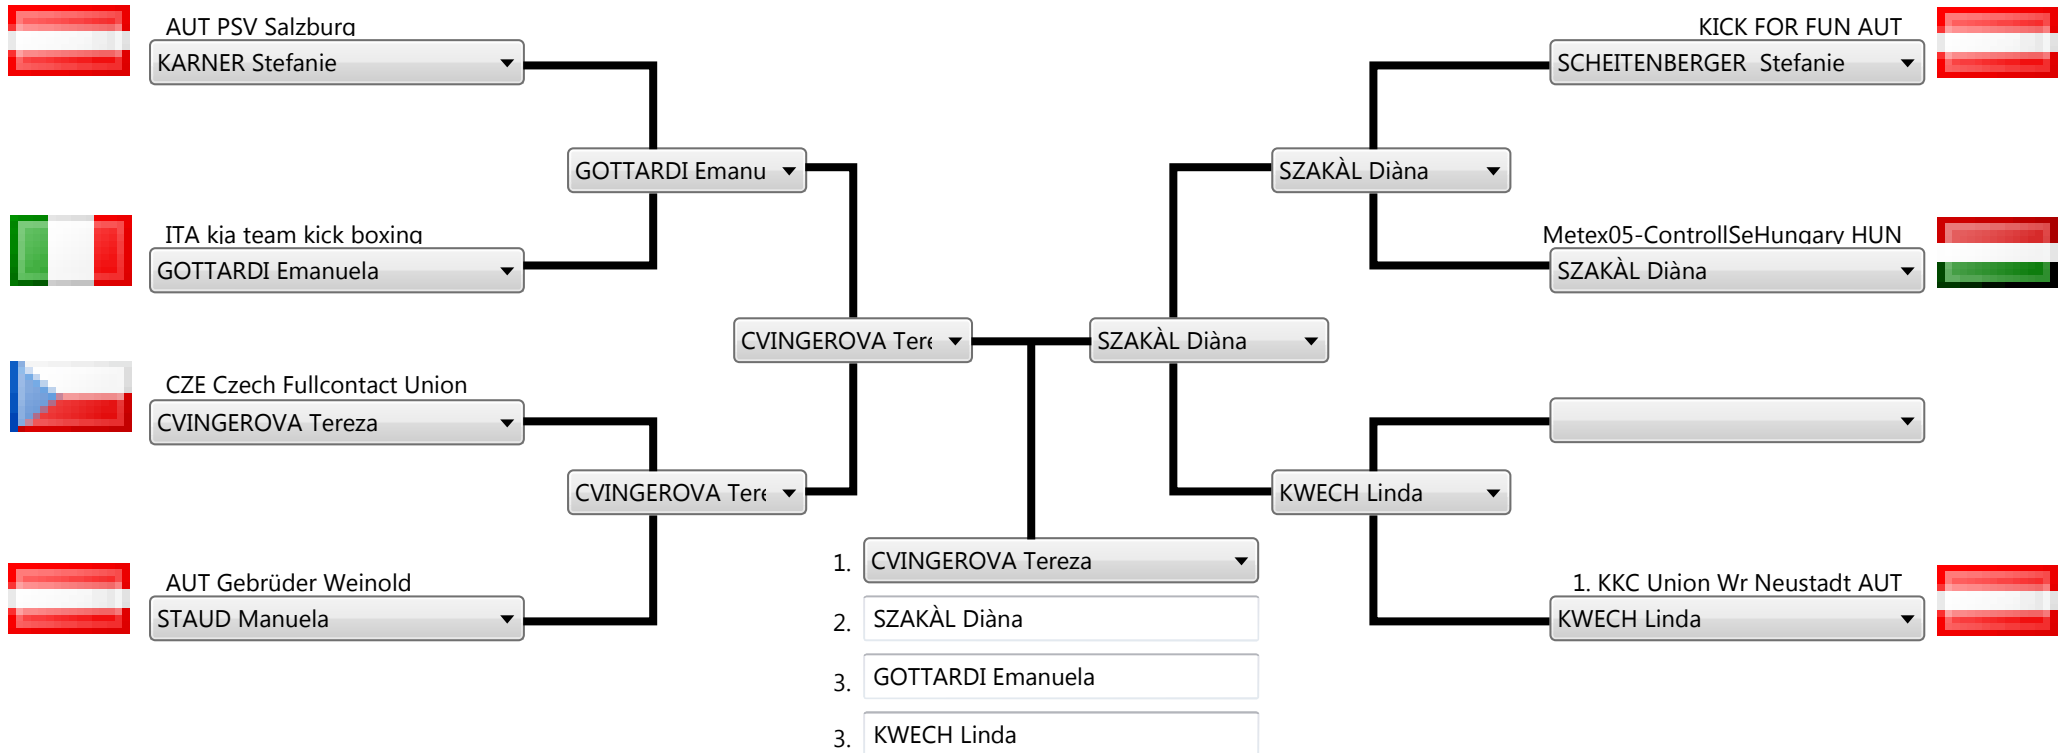 AUT PSV Salzburg
KARNER Stefanie
KICK FOR FUN AUT
SCHEITENBERGER  Stefanie
GOTTARDI Emanu
SZAKÀL Diàna
ITA kja team kick boxing
GOTTARDI Emanuela
Metex05-ControllSeHungary HUN
SZAKÀL Diàna
CVINGEROVA Tere
SZAKÀL Diàna
CZE Czech Fullcontact Union
CVINGEROVA Tereza
CVINGEROVA Tere
KWECH Linda
AUT Gebrüder Weinold
STAUD Manuela
1. KKC Union Wr Neustadt AUT
KWECH Linda
1. CVINGEROVA Tereza
2. SZAKÀL Diàna
3. GOTTARDI Emanuela
3. KWECH Linda